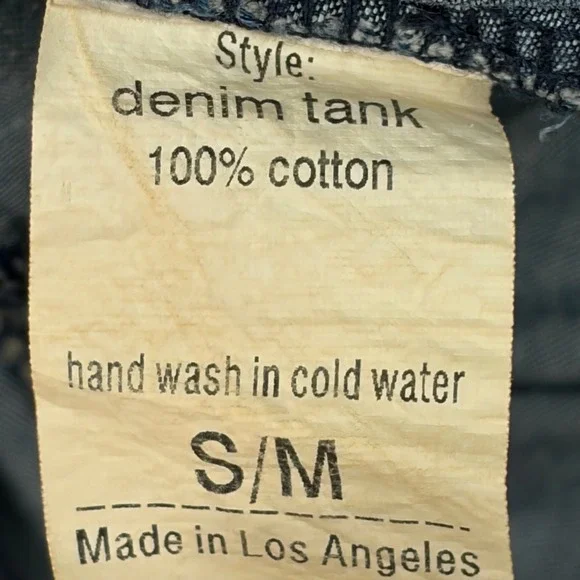 Style:
denim tank
100% cotton
hand wash in cold water
S/M
Made in Los Angeles